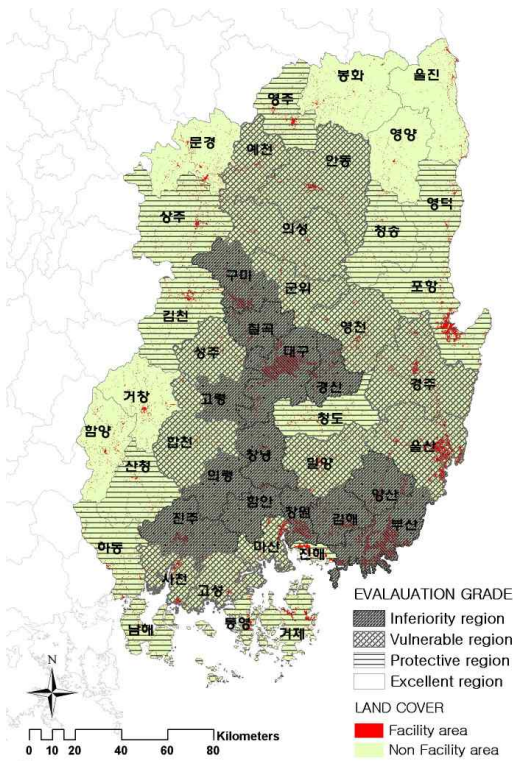 봉화
울진
영주
문경
영양
예천
안동
영덕
상주
의성
청송
구미
군위
포항
김천
칠곡
영천
성주
대구
경산
경주
거창
고령
청도
함양
합천
창녕
울산
산청
밀양
의령
양산
함안
진주
창원
김해
부산
마산
하동
진해
사천
고성
통영
거제
남해
EVALAUATION GRADE
Inferiority region
Vulnerable region
Protective region
Excellent region
LAND COVER
Facility area
Non Facility area
N
Kilometers
0 5 10 20 40 60 80